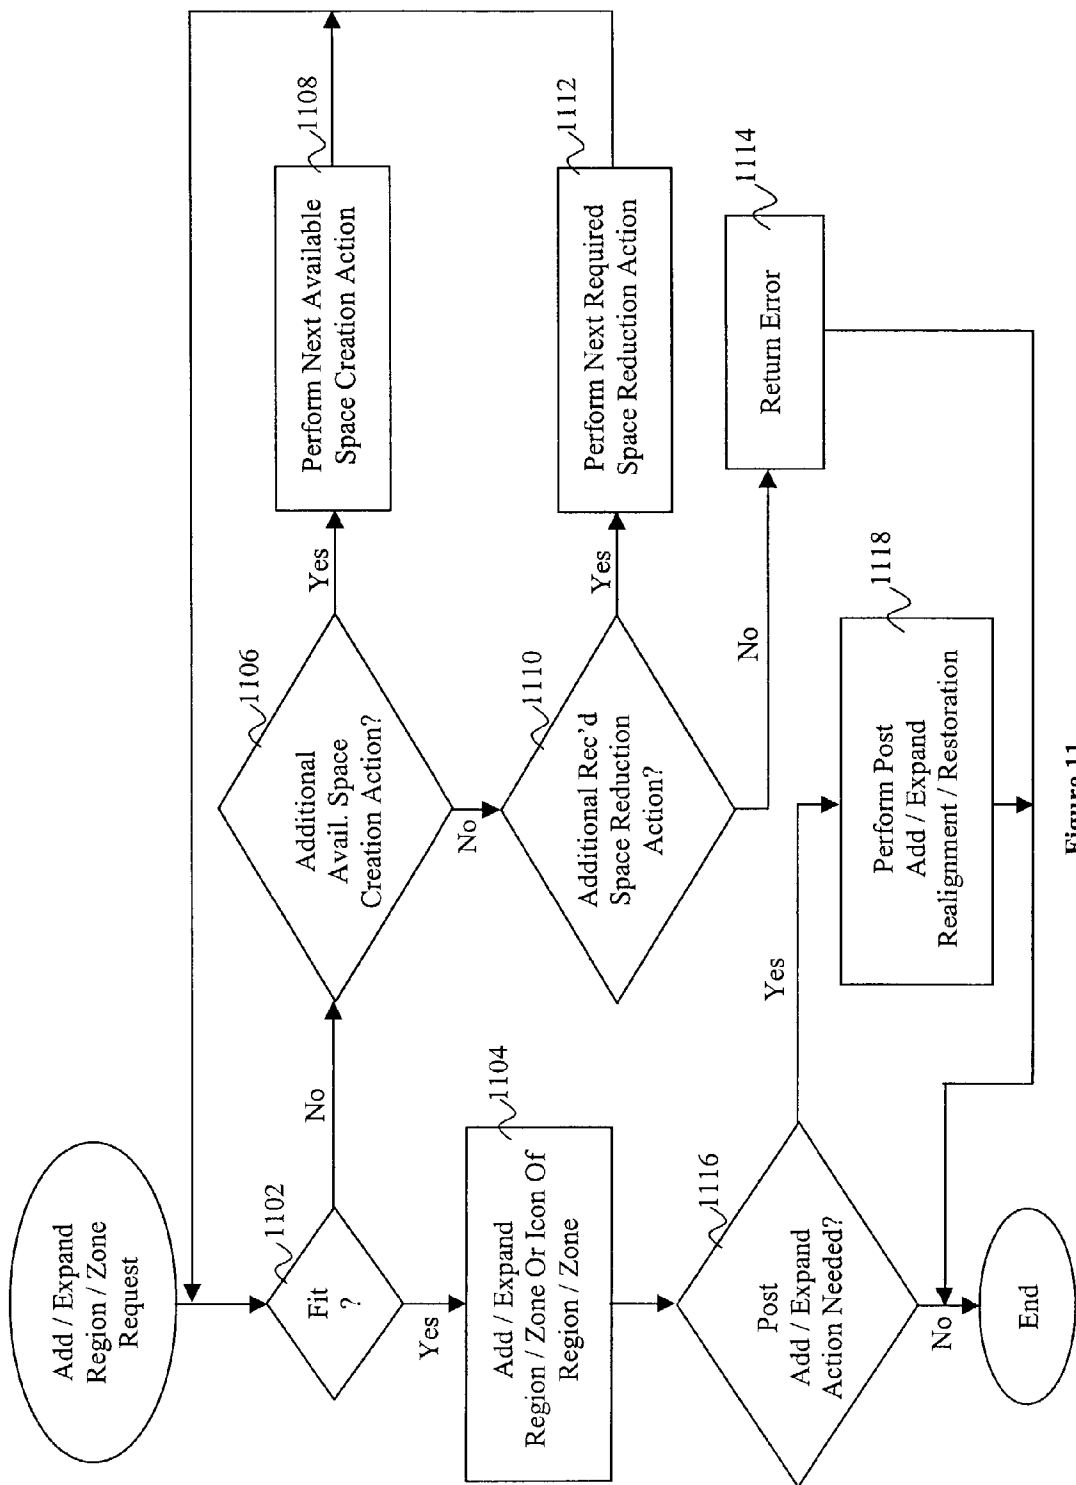 Add / Expand
Region / Zone
Request
1102
Fit
?
No
Yes
1104
Add / Expand
Region / Zone Or Icon Of
Region / Zone
1106
Additional
Avail. Space
Creation Action?
Yes
No
1108
Perform Next Available
Space Creation Action
1110
Additional Rec'd
Space Reduction
Action?
Yes
No
1112
Perform Next Required
Space Reduction Action
1114
Return Error
1116
Post
Add / Expand
Action Needed?
Yes
No
1118
Perform Post
Add / Expand
Realignment / Restoration
End
Figure 11